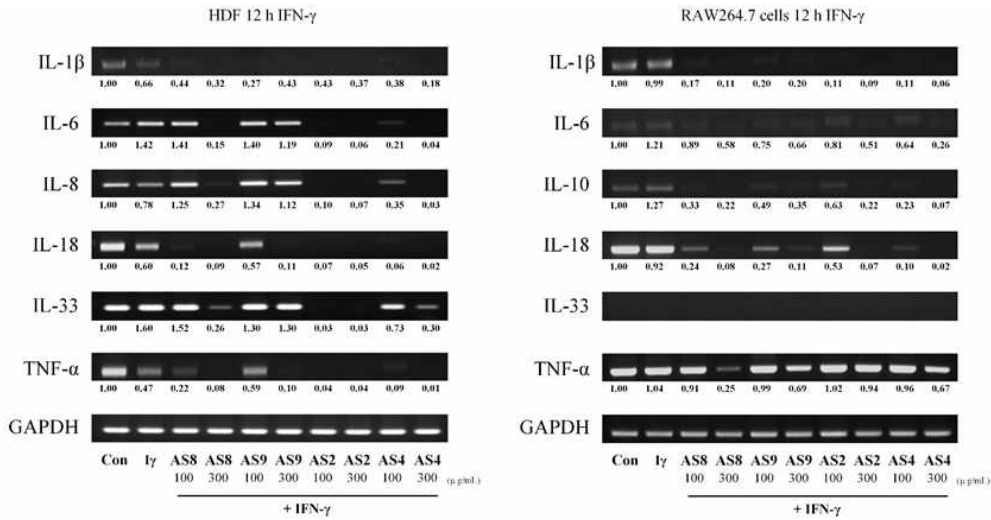 HDF 12 h IFN-γ
IL-1β
1.00 0,66 0,44 0,32 0,27 0,43 0,43 0,37 0,38 0,18
IL-6
1.00 1,42 1,41 0,15 1,40 1,19 0,09 0,06 0,21 0,04
IL-8
1.00 0,78 1,25 0,27 1,34 1,12 0,10 0,07 0,35 0,03
IL-18
1.00 0,60 0,12 0,09 0,57 0,11 0,07 0,05 0,06 0,02
IL-33
1.00 1,60 1,52 0,26 1,30 1,30 0,03 0,03 0,73 0,30
TNF-α
1.00 0,47 0,22 0,08 0,59 0,10 0,04 0,04 0,09 0,01
GAPDH
Con Iγ AS8 AS8 AS9 AS9 AS2 AS2 AS4 AS4
100 300 100 300 100 300 100 300 (μ.g/mL)
+ IFN-γ
RAW264.7 cells 12 h IFN-γ
IL-1β
1.00 0,99 0,17 0,11 0,20 0,20 0,11 0,09 0,11 0,06
IL-6
1.00 1,21 0,89 0,58 0,75 0,66 0,81 0,51 0,64 0,26
IL-10
1.00 1,27 0,33 0,22 0,49 0,35 0,63 0,22 0,23 0,07
IL-18
1.00 0,92 0,24 0,08 0,27 0,11 0,53 0,07 0,10 0,02
IL-33
TNF-α
1.00 1,04 0,91 0,25 0,99 0,69 1,02 0,94 0,96 0,67
GAPDH
Con Iγ AS8 AS8 AS9 AS9 AS2 AS2 AS4 AS4
100 300 100 300 100 300 100 300 (μ.g/mL)
+ IFN-γ